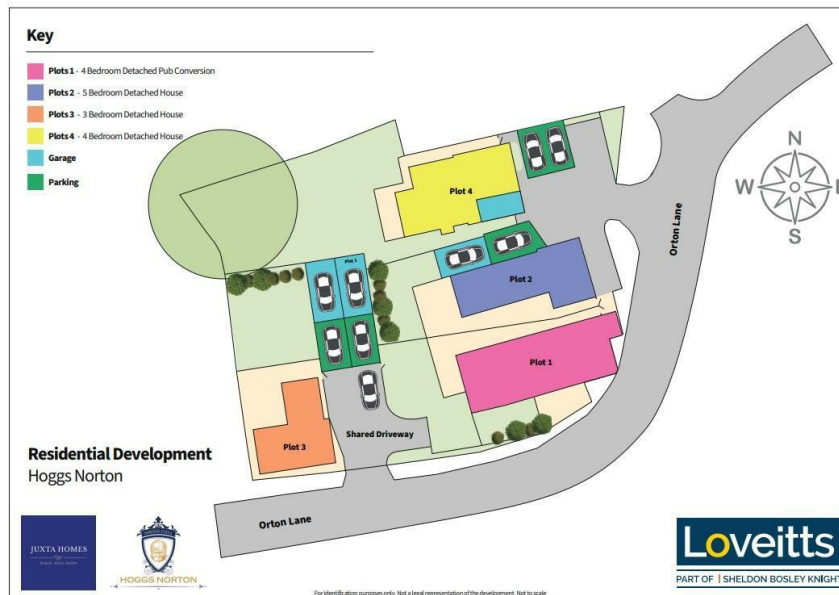 Key
Plots 1 - 4 Bedroom Detached Pub Conversion
Plots 2 - 5 Bedroom Detached House
Plots 3 - 3 Bedroom Detached House
Plots 4 - 4 Bedroom Detached House
Garage
Parking
N
W
E
S
Plot 4
Orton Lane
Plot 1
Plot 2
Plot 1
Plot 3
Shared Driveway
Residential Development
Hoggs Norton
Orton Lane
JUXTA HOMES
HOGGS NORTON
Loveitts
PART OF | SHELDON BOSLEY KNIGHT
For identification purposes only. Not a legal representation of the development. Not to scale